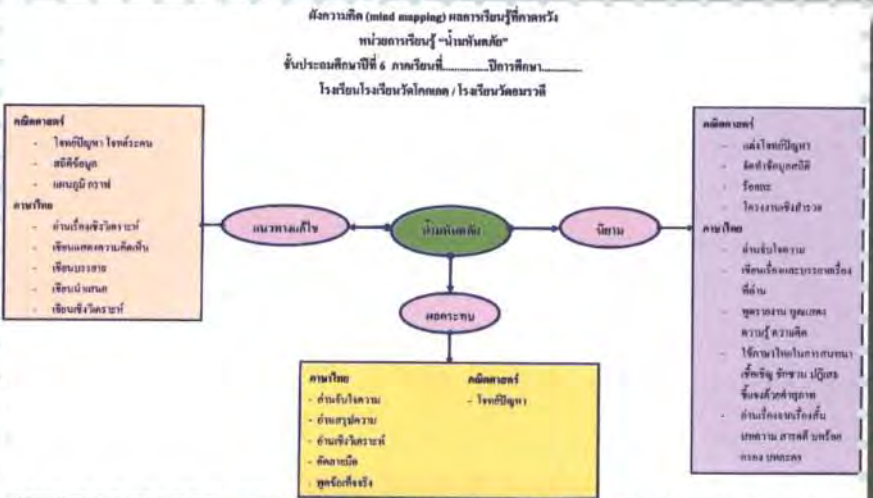 ผังความคิด (mind mapping) ผลการเรียนรู้ที่คาดหวัง
หน่วยการเรียนรู้ “น้ำมหันตภัย”
ชั้นประถมศึกษาปีที่ 6 ภาคเรียนที่..............ปีการศึกษา...........
โรงเรียนโรงเรียนวัดโคกเกตุ / โรงเรียนวัดอมราวดี
คณิตศาสตร์
- โจทย์ปัญหา โจทย์ระคน
- สถิติข้อมูล
- แผนภูมิ กราฟ
ภาษาไทย
- อ่านเรื่องเชิงวิเคราะห์
- เขียนแสดงความคิดเห็น
- เขียนบรรยาย
- เขียนนำเสนอ
- เขียนเชิงวิเคราะห์
แนวทางแก้ไข
น้ำมหันตภัย
นิยาม
ผลกระทบ
คณิตศาสตร์
- แต่งโจทย์ปัญหา
- จัดทำข้อมูลสถิติ
- ร้อยละ
- โครงงานเชิงสำรวจ
ภาษาไทย
- อ่านจับใจความ
- เขียนเรื่องและบรรยายเรื่อง
ที่อ่าน
- พูดรายงาน พูดแสดง
ความรู้ ความคิด
- ใช้ภาษาไทยในการสนทนา
เชื้อเชิญ ชักชวน ปฏิเสธ
ชี้แจงด้วยคำสุภาพ
- อ่านเรื่องจากเรื่องสั้น
บทความ สารคดี บทร้อย
กรอง บทละคร
ภาษาไทย
- อ่านจับใจความ
- อ่านสรุปความ
- อ่านเชิงวิเคราะห์
- คัดลายมือ
- พูดข้อเท็จจริง
คณิตศาสตร์
- โจทย์ปัญหา